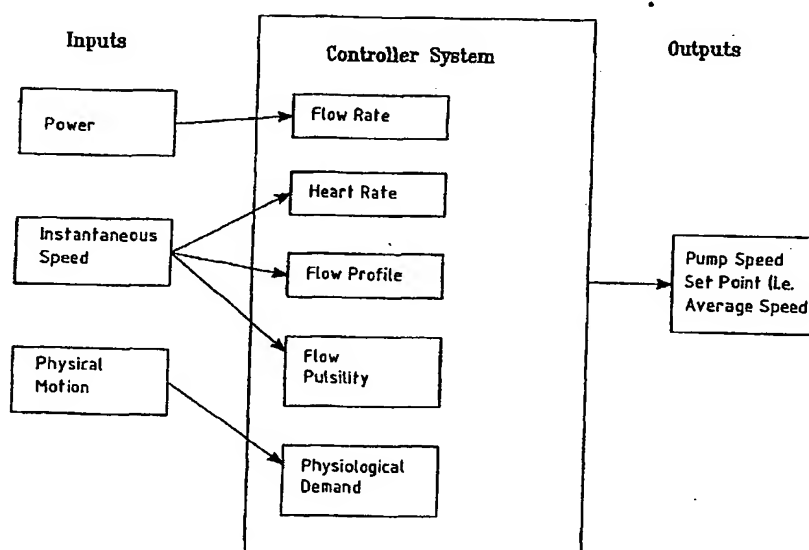 Inputs
Controller System
Outputs
Power
Flow Rate
Heart Rate
Instantaneous
Speed
Flow Profile
Pump Speed
Set Point (i.e.
Average Speed
Physical
Motion
Flow
Pulsility
Physiological
Demand